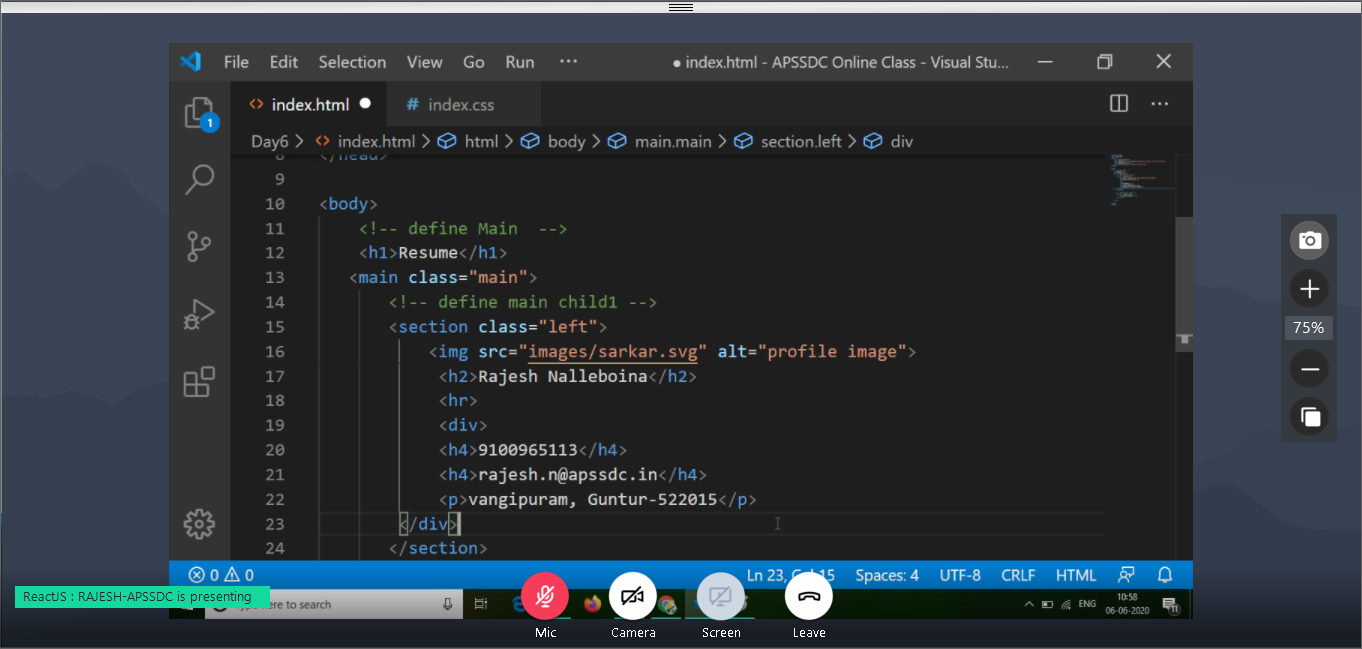 File Edit Selection View Go Run ··· ● index.html - APSSDC Online Class - Visual Stu...
index.html ● # index.css
1
Day6 > index.html > html > body > main.main > section.left > div
8 </head>
9
10 <body>
11 <!-- define Main -->
12 <h1>Resume</h1>
13 <main class="main">
14 <!-- define main child1 -->
15 <section class="left">
16 <img src="images/sarkar.svg" alt="profile image">
17 <h2>Rajesh Nalleboina</h2>
18 <hr>
19 <div>
20 <h4>9100965113</h4>
21 <h4>rajesh.n@apssdc.in</h4>
22 <p>vangipuram, Guntur-522015</p>
23 </div>
24 </section>
75%
0 0 Ln 23, Col 15 Spaces: 4 UTF-8 CRLF HTML
ReactJS : RAJESH-APSSDC is presenting
here to search
ENG 10:58
06-06-2020
11
Mic Camera Screen Leave